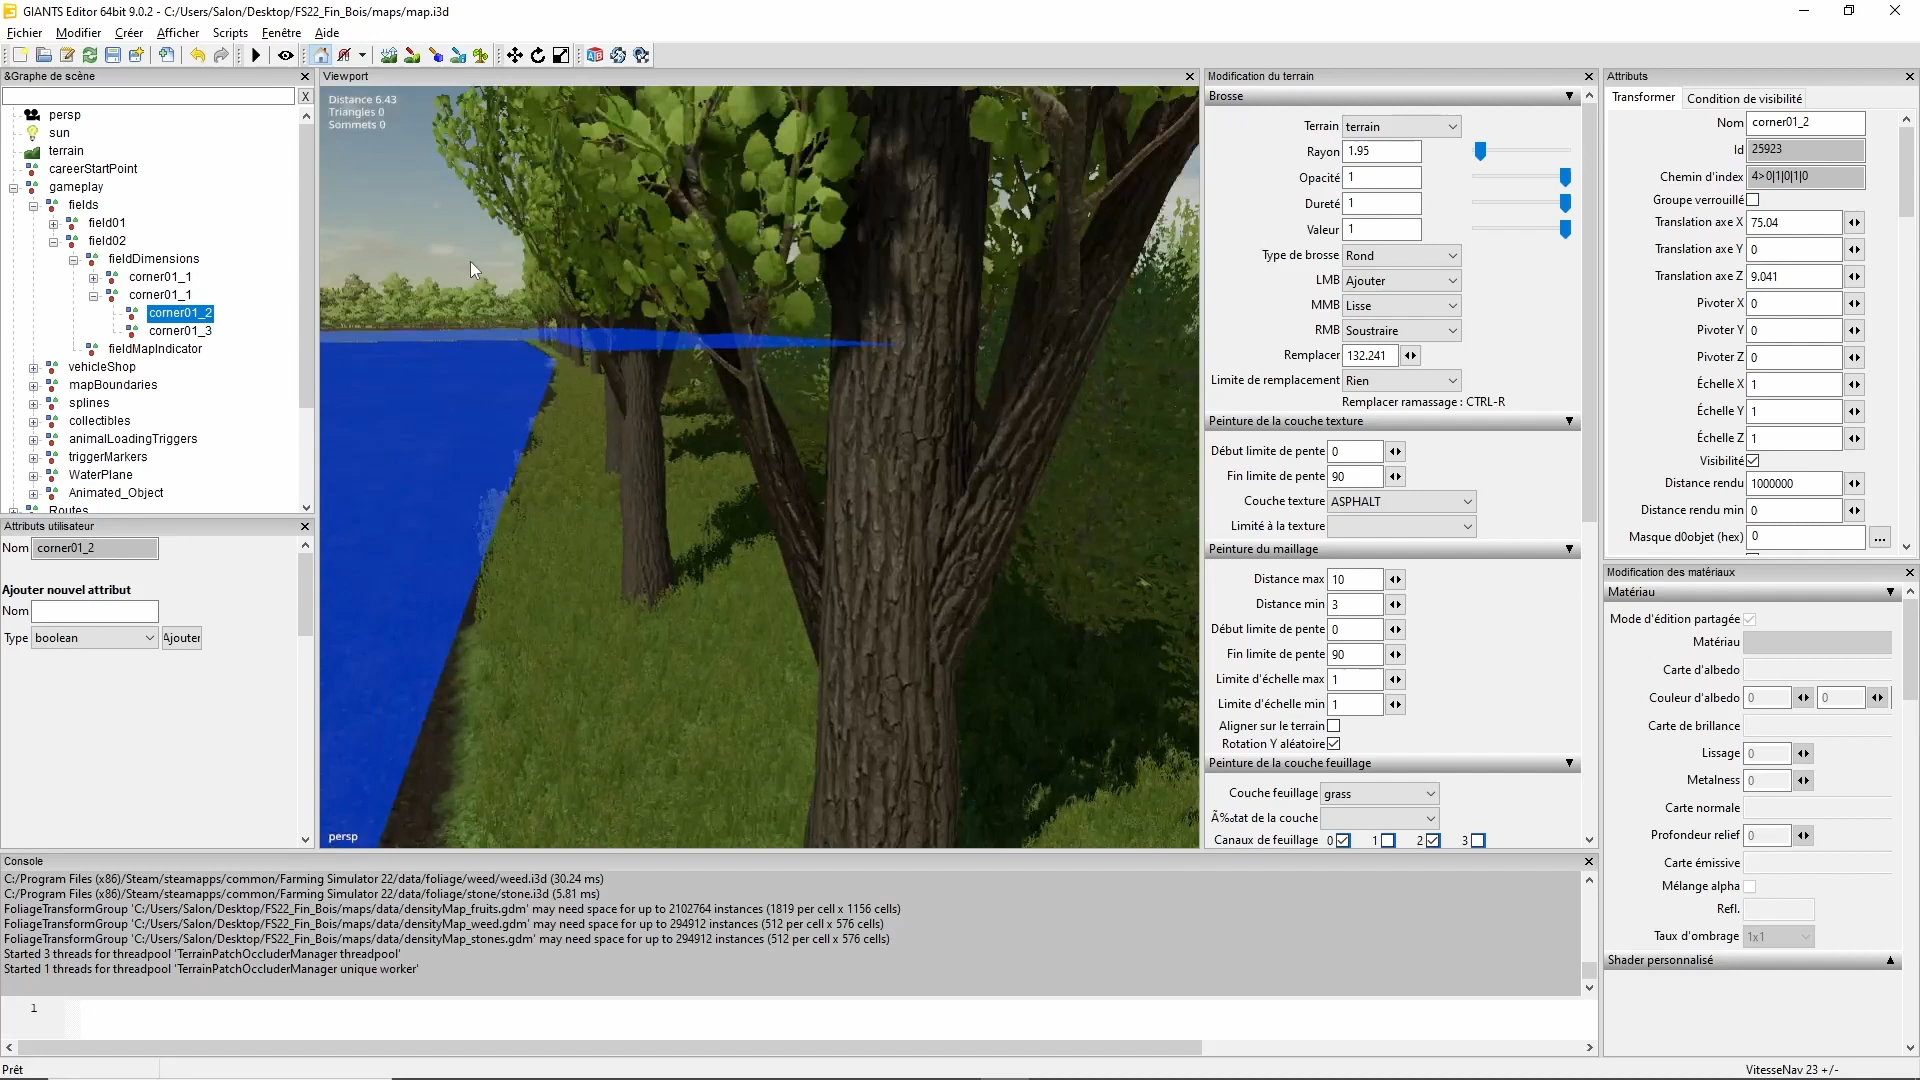 GIANTS Editor 64bit 9.0.2 - C:/Users/Salon/Desktop/FS22_Fin_Bois/maps/map.i3d
Fichier Modifier Créer Afficher Scripts Fenêtre Aide
&Graphe de scène
X
persp
sun
terrain
careerStartPoint
gameplay
fields
field01
field02
fieldDimensions
corner01_1
corner01_1
corner01_2
corner01_3
fieldMapIndicator
vehicleShop
mapBoundaries
splines
collectibles
animalLoadingTriggers
triggerMarkers
WaterPlane
Animated_Object
Routes
Attributs utilisateur
Nom corner01_2
Ajouter nouvel attribut
Nom
Type boolean Ajouter
Viewport
Distance 6.43
Triangles 0
Sommets 0
persp
Modification du terrain
Brosse
Terrain terrain
Rayon 1.95
Opacité 1
Dureté 1
Valeur 1
Type de brosse Rond
LMB Ajouter
MMB Lisse
RMB Soustraire
Remplacer 132.241
Limite de remplacement Rien
Remplacer ramassage : CTRL-R
Peinture de la couche texture
Début limite de pente 0
Fin limite de pente 90
Couche texture ASPHALT
Limité à la texture
Peinture du maillage
Distance max 10
Distance min 3
Début limite de pente 0
Fin limite de pente 90
Limite d'échelle max 1
Limite d'échelle min 1
Aligner sur le terrain
Rotation Y aléatoire
Peinture de la couche feuillage
Couche feuillage grass
Ã‰tat de la couche
Canaux de feuillage 0 1 2 3
Attributs
Transformer Condition de visibilité
Nom corner01_2
Id 25923
Chemin d'index 4>0|1|0|1|0
Groupe verrouillé
Translation axe X 75.04
Translation axe Y 0
Translation axe Z 9.041
Pivoter X 0
Pivoter Y 0
Pivoter Z 0
Échelle X 1
Échelle Y 1
Échelle Z 1
Visibilité
Distance rendu 1000000
Distance rendu min 0
Masque d0objet (hex) 0 ...
Modification des matériaux
Matériau
Mode d'édition partagée
Matériau
Carte d'albedo
Couleur d'albedo 0 0
Carte de brillance
Lissage 0
Metalness 0
Carte normale
Profondeur relief 0
Carte émissive
Mélange alpha
Refl.
Taux d'ombrage 1x1
Shader personnalisé
Console
C:/Program Files (x86)/Steam/steamapps/common/Farming Simulator 22/data/foliage/weed/weed.i3d (30.24 ms)
C:/Program Files (x86)/Steam/steamapps/common/Farming Simulator 22/data/foliage/stone/stone.i3d (5.81 ms)
FoliageTransformGroup 'C:/Users/Salon/Desktop/FS22_Fin_Bois/maps/data/densityMap_fruits.gdm' may need space for up to 2102764 instances (1819 per cell x 1156 cells)
FoliageTransformGroup 'C:/Users/Salon/Desktop/FS22_Fin_Bois/maps/data/densityMap_weed.gdm' may need space for up to 294912 instances (512 per cell x 576 cells)
FoliageTransformGroup 'C:/Users/Salon/Desktop/FS22_Fin_Bois/maps/data/densityMap_stones.gdm' may need space for up to 294912 instances (512 per cell x 576 cells)
Started 3 threads for threadpool 'TerrainPatchOccluderManager threadpool'
Started 1 threads for threadpool 'TerrainPatchOccluderManager unique worker'
1
Prêt
VitesseNav 23 +/-